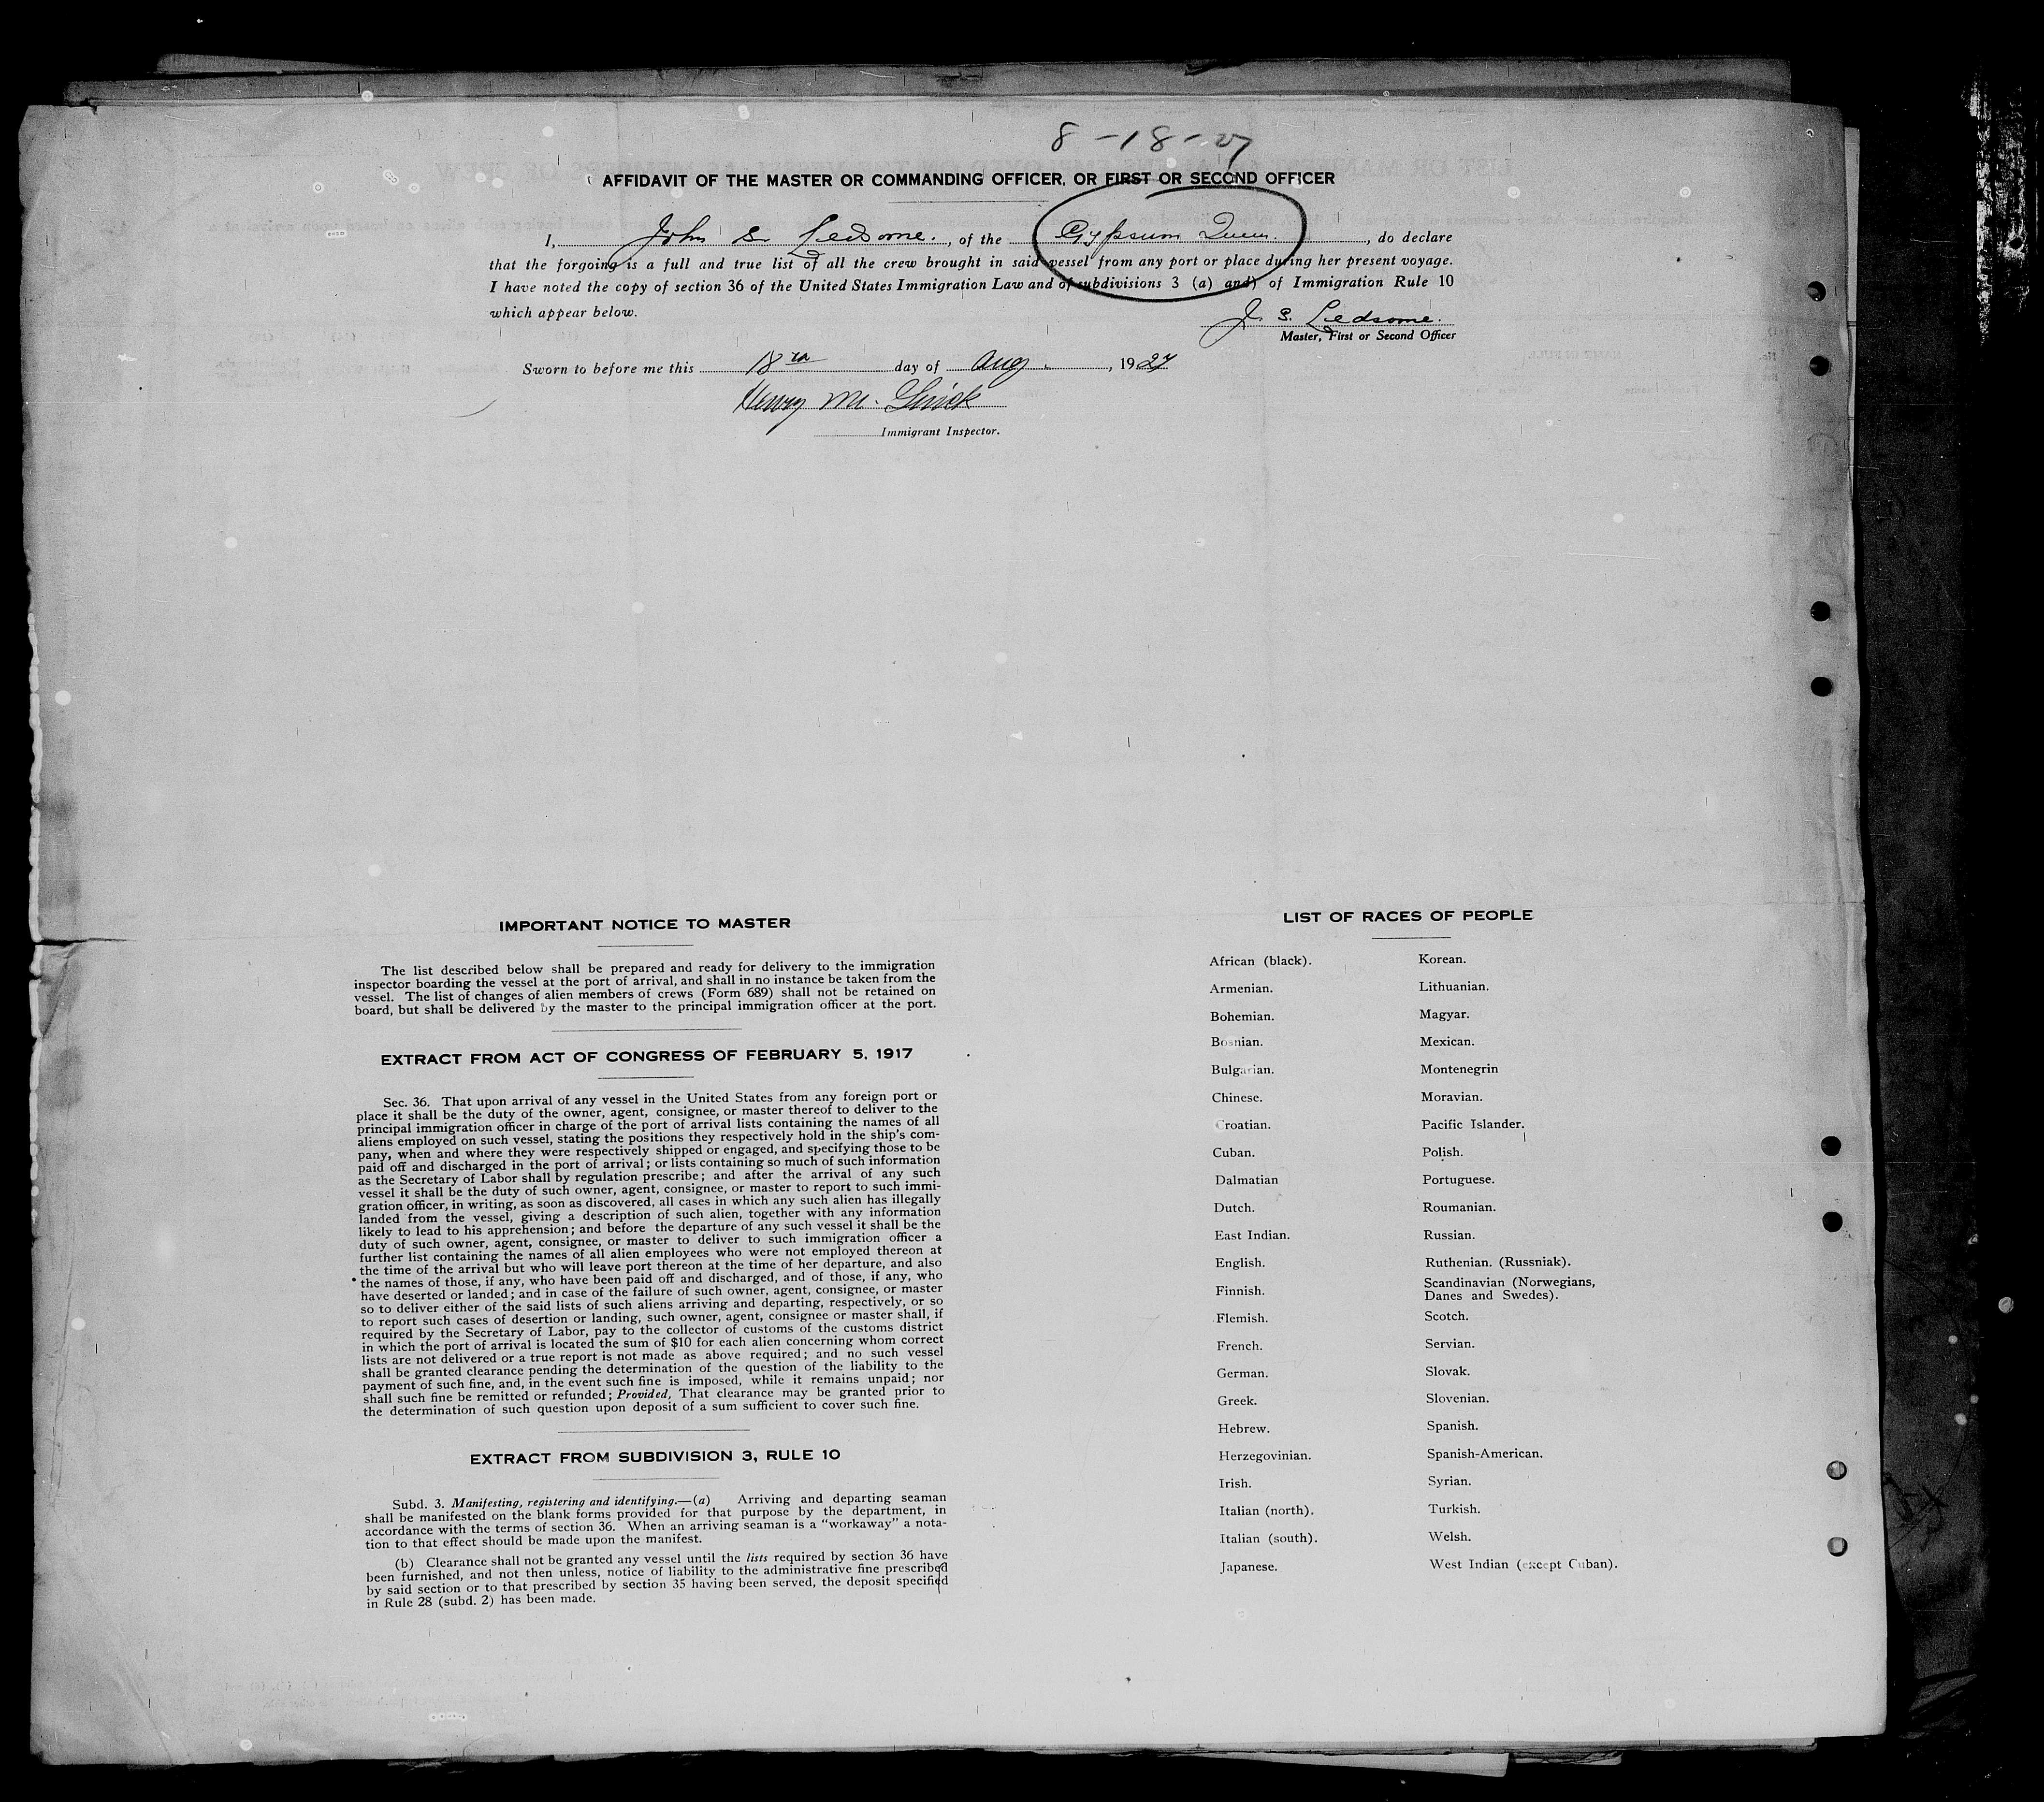 8-18-27
AFFIDAVIT OF THE MASTER OR COMMANDING OFFICER, OR FIRST OR SECOND OFFICER
I, John S. Ledsome., of the Gypsum Queen., do declare
that the forgoing is a full and true list of all the crew brought in said vessel from any port or place during her present voyage.
I have noted the copy of section 36 of the United States Immigration Law and of subdivisions 3 (a) and) of Immigration Rule 10
which appear below.
J. S. Ledsome.
Master, First or Second Officer
Sworn to before me this 18th day of Aug., 1927
Henry M.
Immigrant Inspector.
IMPORTANT NOTICE TO MASTER
The list described below shall be prepared and ready for delivery to the immigration
inspector boarding the vessel at the port of arrival, and shall in no instance be taken from the
vessel. The list of changes of alien members of crews (Form 689) shall not be retained on
board, but shall be delivered by the master to the principal immigration officer at the port.
EXTRACT FROM ACT OF CONGRESS OF FEBRUARY 5, 1917
Sec. 36. That upon arrival of any vessel in the United States from any foreign port or
place it shall be the duty of the owner, agent, consignee, or master thereof to deliver to the
principal immigration officer in charge of the port of arrival lists containing the names of all
aliens employed on such vessel, stating the positions they respectively hold in the ship's com-
pany, when and where they were respectively shipped or engaged, and specifying those to be
paid off and discharged in the port of arrival; or lists containing so much of such information
as the Secretary of Labor shall by regulation prescribe; and after the arrival of any such
vessel it shall be the duty of such owner, agent, consignee, or master to report to such immi-
gration officer, in writing, as soon as discovered, all cases in which any such alien has illegally
landed from the vessel, giving a description of such alien, together with any information
likely to lead to his apprehension; and before the departure of any such vessel it shall be the
duty of such owner, agent, consignee, or master to deliver to such immigration officer a
further list containing the names of all alien employees who were not employed thereon at
the time of the arrival but who will leave port thereon at the time of her departure, and also
the names of those, if any, who have been paid off and discharged, and of those, if any, who
have deserted or landed; and in case of the failure of such owner, agent, consignee, or master
so to deliver either of the said lists of such aliens arriving and departing, respectively, or so
to report such cases of desertion or landing, such owner, agent, consignee or master shall, if
required by the Secretary of Labor, pay to the collector of customs of the customs district
in which the port of arrival is located the sum of $10 for each alien concerning whom correct
lists are not delivered or a true report is not made as above required; and no such vessel
shall be granted clearance pending the determination of the question of the liability to the
payment of such fine, and, in the event such fine is imposed, while it remains unpaid; nor
shall such fine be remitted or refunded; Provided, That clearance may be granted prior to
the determination of such question upon deposit of a sum sufficient to cover such fine.
EXTRACT FROM SUBDIVISION 3, RULE 10
Subd. 3. Manifesting, registering and identifying.—(a) Arriving and departing seaman
shall be manifested on the blank forms provided for that purpose by the department, in
accordance with the terms of section 36. When an arriving seaman is a "workaway" a nota-
tion to that effect should be made upon the manifest.
(b) Clearance shall not be granted any vessel until the lists required by section 36 have
been furnished, and not then unless, notice of liability to the administrative fine prescribed
by said section or to that prescribed by section 35 having been served, the deposit specified
in Rule 28 (subd. 2) has been made.
LIST OF RACES OF PEOPLE
African (black). Korean.
Armenian. Lithuanian.
Bohemian. Magyar.
Bosnian. Mexican.
Bulgarian. Montenegrin
Chinese. Moravian.
Croatian. Pacific Islander.
Cuban. Polish.
Dalmatian Portuguese.
Dutch. Roumanian.
East Indian. Russian.
English. Ruthenian. (Russniak).
Finnish. Scandinavian (Norwegians,
Danes and Swedes).
Flemish. Scotch.
French. Servian.
German. Slovak.
Greek. Slovenian.
Hebrew. Spanish.
Herzegovinian. Spanish-American.
Irish. Syrian.
Italian (north). Turkish.
Italian (south). Welsh.
Japanese. West Indian (except Cuban).